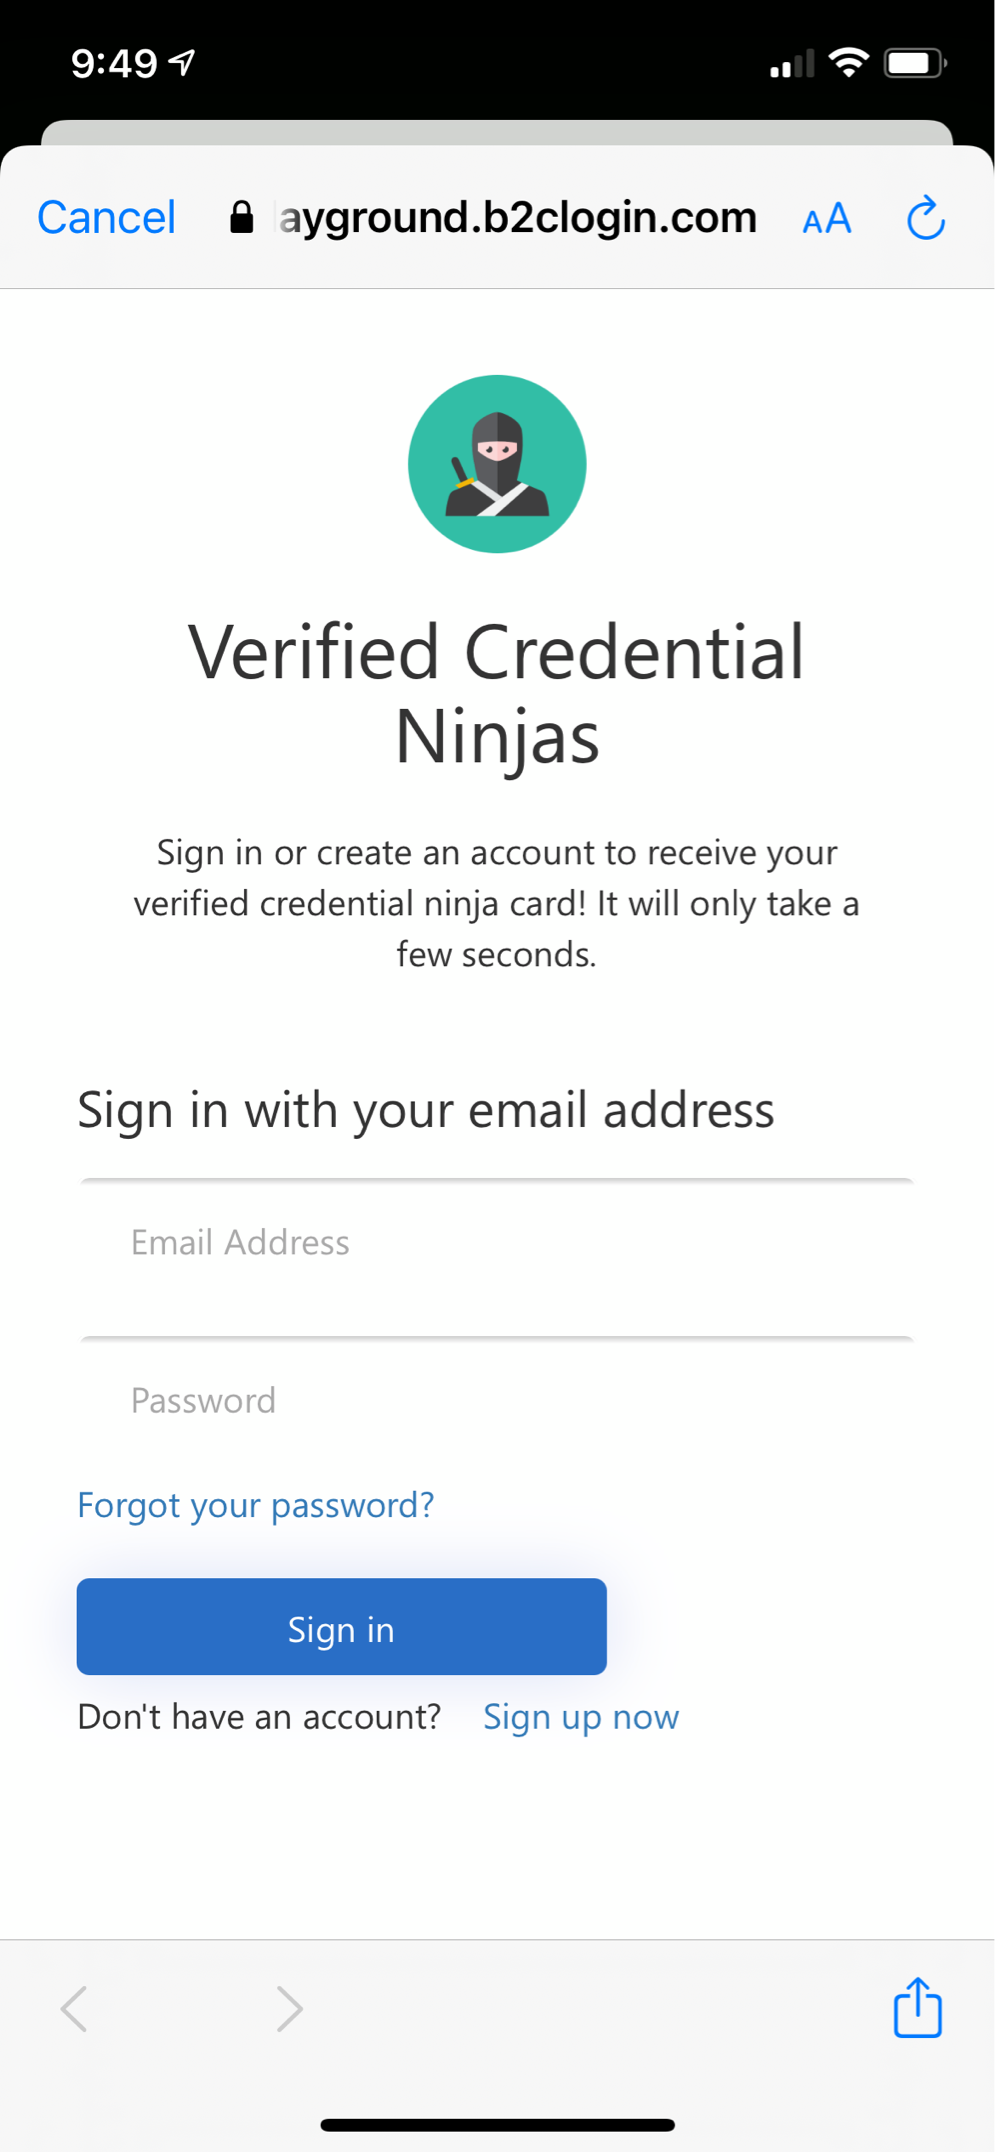 9:49
Cancel
ayground.b2clogin.com
AA
Verified Credential
Ninjas
Sign in or create an account to receive your
verified credential ninja card! It will only take a
few seconds.
Sign in with your email address
Email Address
Password
Forgot your password?
Sign in
Don't have an account? Sign up now